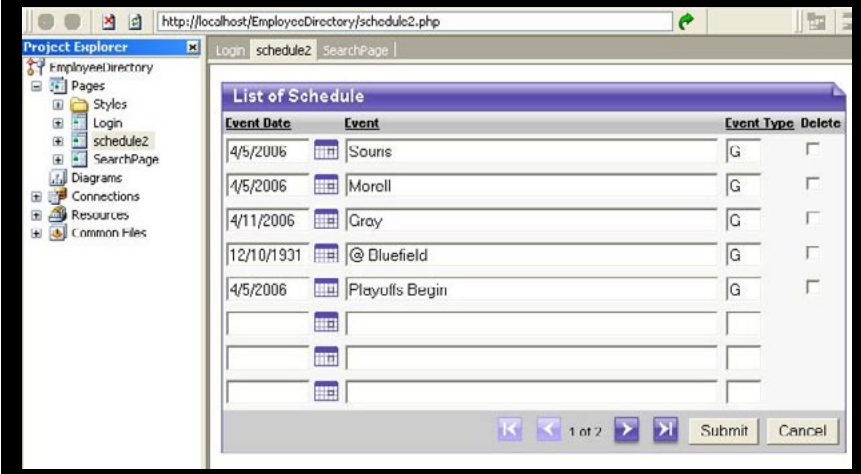 http://localhost/EmployeeDirectory/schedule2.php
Project Explorer
Login schedule2 SearchPage
EmployeeDirectory
Pages
Styles
Login
schedule2
SearchPage
Diagrams
Connections
Resources
Common Files
List of Schedule
Event Date Event Event Type Delete
4/5/2006 Souris G
4/5/2006 Morell G
4/11/2006 Gray G
12/10/1931 @ Bluefield G
4/5/2006 Playoffs Begin G
1 of 2 Submit Cancel